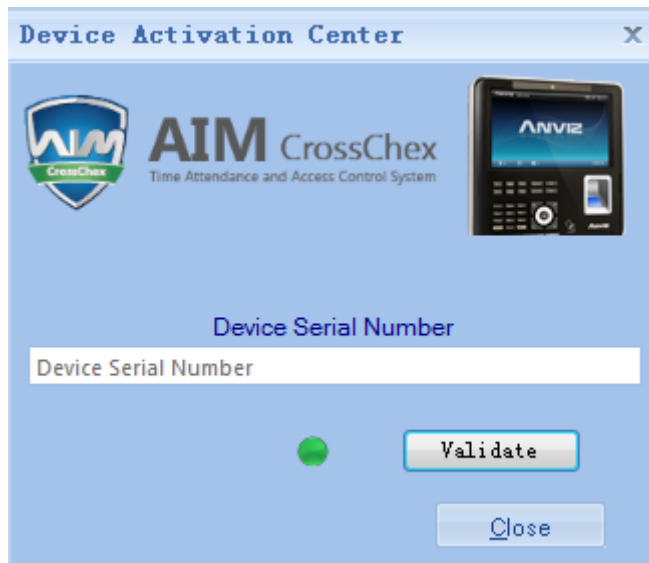 Device Activation Center
X
AIM
CrossChex
AIM CrossChex
Time Attendance and Access Control System
ANVIZ
Device Serial Number
Device Serial Number
Validate
Close